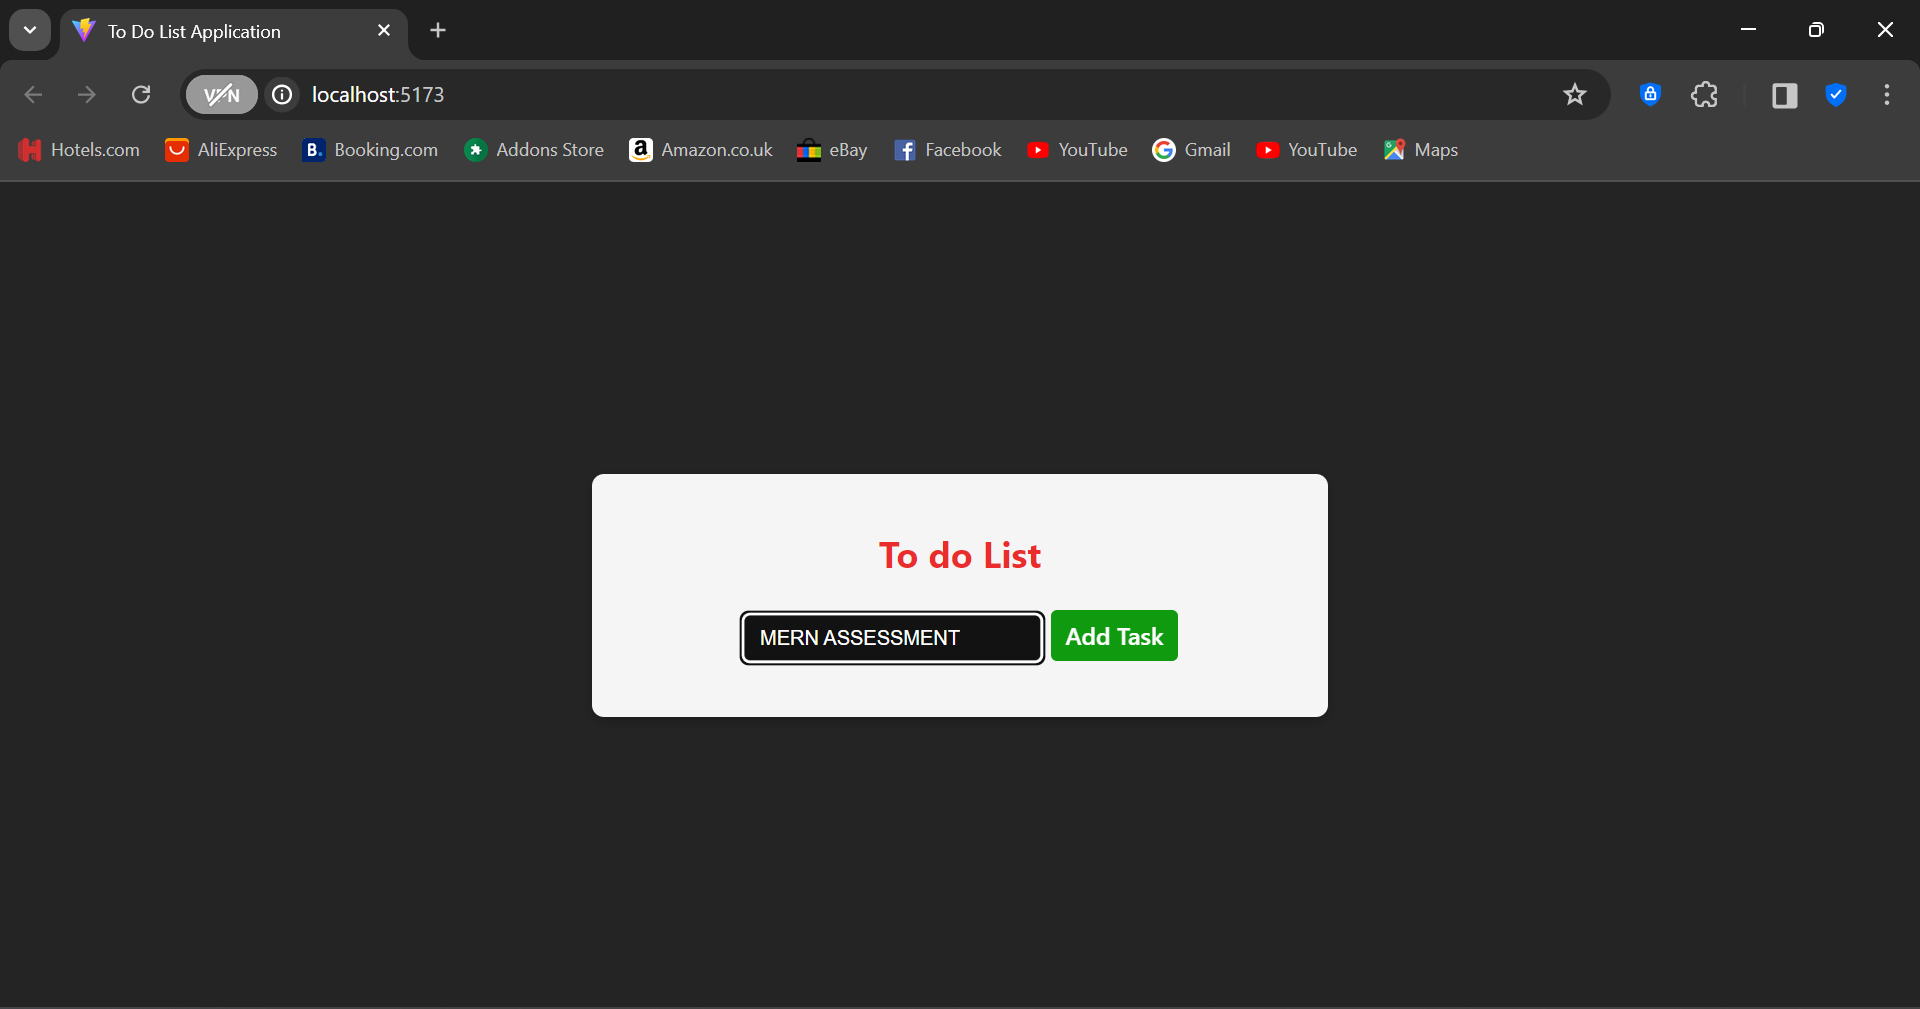 To Do List Application
VPN
localhost:5173
Hotels.com AliExpress B. Booking.com Addons Store a Amazon.co.uk eBay f Facebook YouTube G Gmail YouTube Maps
To do List
MERN ASSESSMENT Add Task